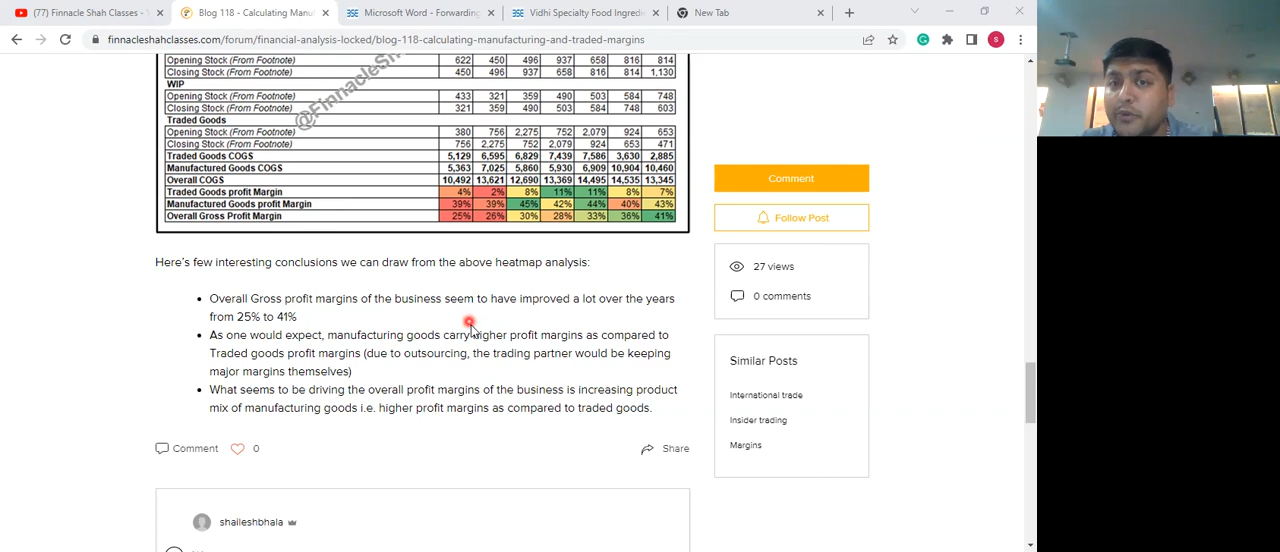 (77) Finnacle Shah Classes - Y
Blog 118 - Calculating Manuf
Microsoft Word - Forwarding
Vidhi Specialty Food Ingredie
New Tab
finnacleshahclasses.com/forum/financial-analysis-locked/blog-118-calculating-manufacturing-and-traded-margins
S
Opening Stock (From Footnote) 622 450 496 937 658 816 814
Closing Stock (From Footnote) 450 496 937 658 816 814 1,130
WIP
Opening Stock (From Footnote) 433 321 359 490 503 584 748
Closing Stock (From Footnote) 321 359 490 503 584 748 603
Traded Goods
Opening Stock (From Footnote) 380 756 2,275 752 2,079 924 653
Closing Stock (From Footnote) 756 2,275 752 2,079 924 653 471
Traded Goods COGS 5,129 6,595 6,829 7,439 7,586 3,630 2,885
Manufactured Goods COGS 5,363 7,025 5,860 5,930 6,909 10,904 10,460
Overall COGS 10,492 13,621 12,690 13,369 14,495 14,535 13,345
Traded Goods profit Margin 4% 2% 8% 11% 11% 8% 7%
Manufactured Goods profit Margin 39% 39% 45% 42% 44% 40% 43%
Overall Gross Profit Margin 25% 26% 30% 28% 33% 36% 41%
Here's few interesting conclusions we can draw from the above heatmap analysis:
Overall Gross profit margins of the business seem to have improved a lot over the years
from 25% to 41%
As one would expect, manufacturing goods carry higher profit margins as compared to
Traded goods profit margins (due to outsourcing, the trading partner would be keeping
major margins themselves)
What seems to be driving the overall profit margins of the business is increasing product
mix of manufacturing goods i.e. higher profit margins as compared to traded goods.
Comment
0
Share
shaileshbhala
Comment
Follow Post
27 views
0 comments
Similar Posts
International trade
Insider trading
Margins